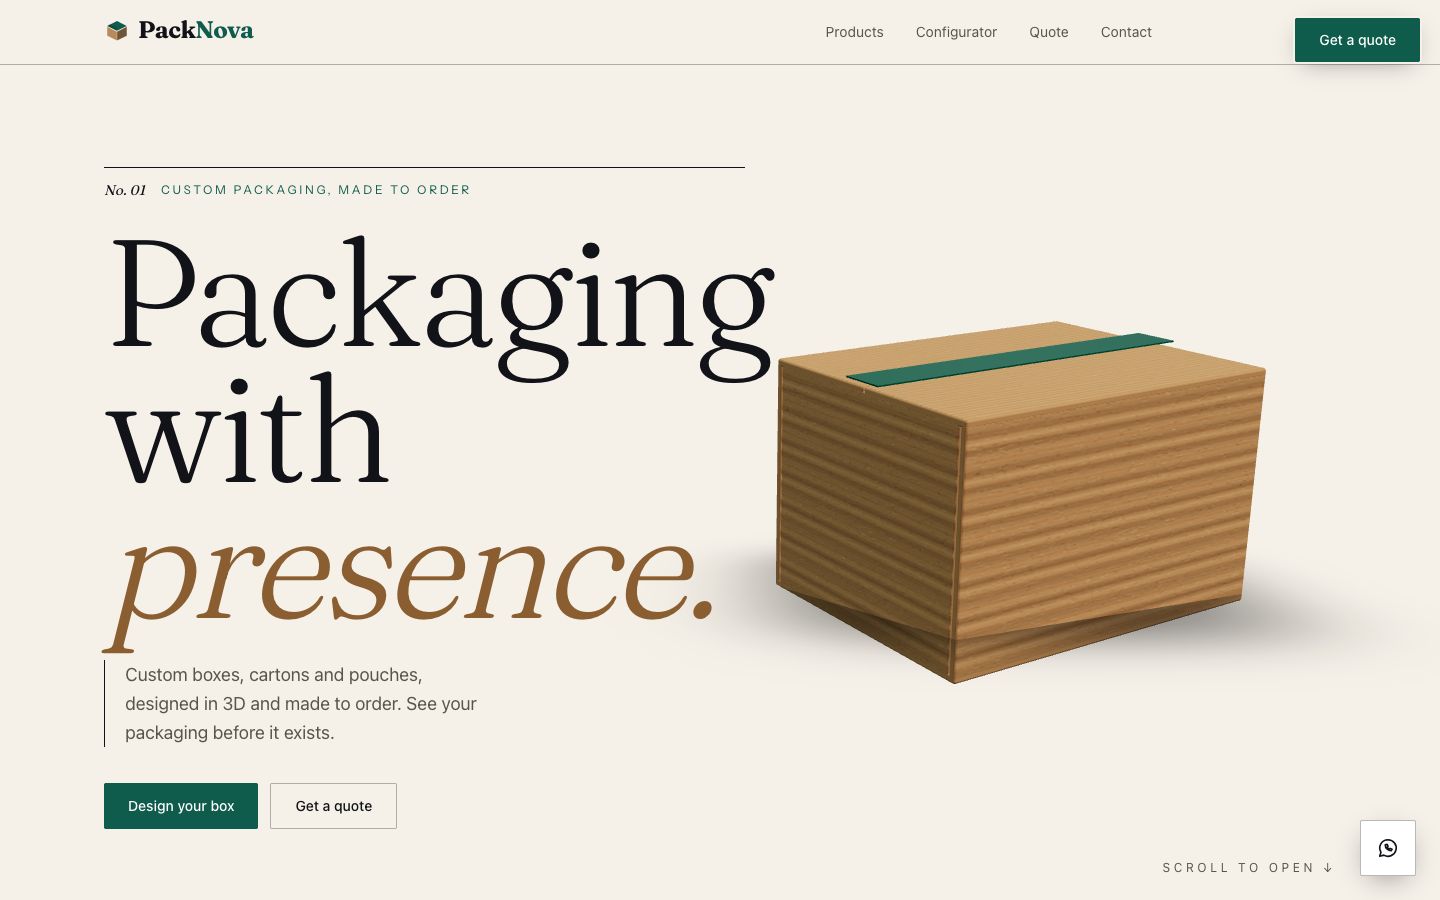 PackNova
Products Configurator Quote Contact
Get a quote
No. 01 CUSTOM PACKAGING, MADE TO ORDER
Packaging
with
presence.
Custom boxes, cartons and pouches,
designed in 3D and made to order. See your
packaging before it exists.
Design your box Get a quote
SCROLL TO OPEN ↓